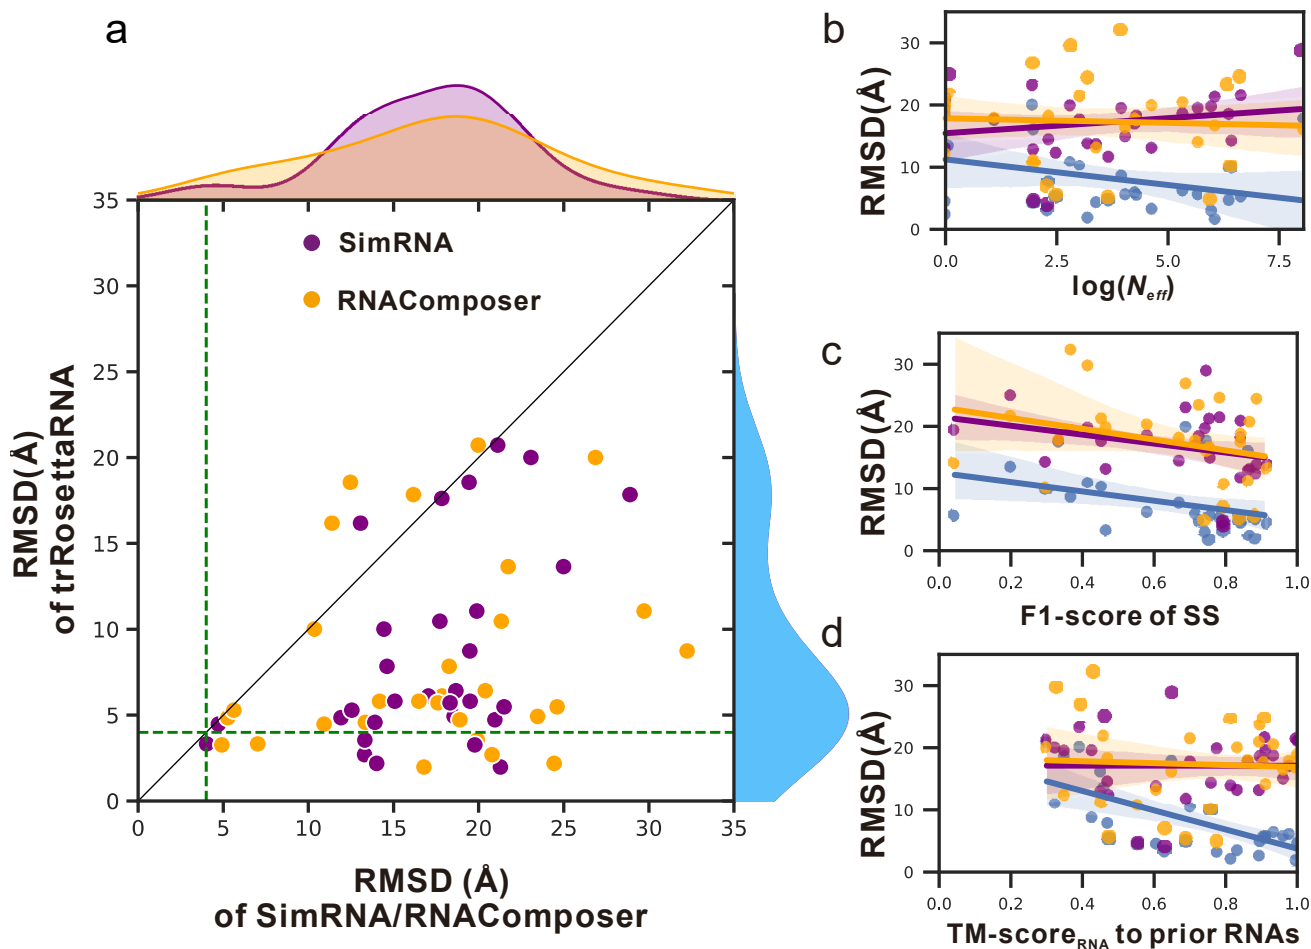 a
35
30
25
20
15
10
5
0
0
5
10
15
20
25
30
35
SimRNA
RNAComposer
RMSD(Å)
of trRosettaRNA
RMSD (Å)
of SimRNA/RNAComposer
b
30
20
10
0
0.0
2.5
5.0
7.5
RMSD(Å)
log(Neff)
c
30
20
10
0
0.0
0.2
0.4
0.6
0.8
1.0
RMSD(Å)
F1-score of SS
d
30
20
10
0
0.0
0.2
0.4
0.6
0.8
1.0
RMSD(Å)
TM-scoreRNA to prior RNAs